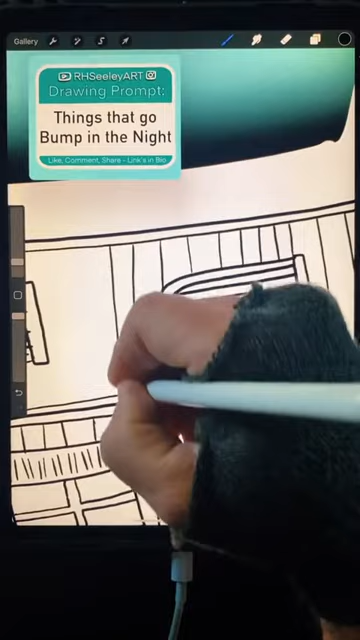 Gallery
RHSeeleyART
Drawing Prompt:
Things that go
Bump in the Night
Like, Comment, Share - Link's in Bio